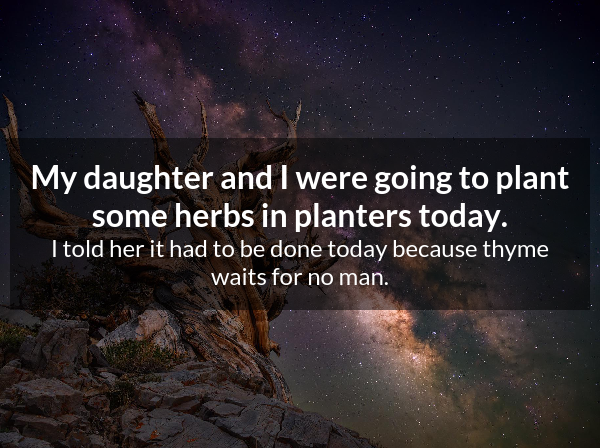 My daughter and I were going to plant
some herbs in planters today.
I told her it had to be done today because thyme
waits for no man.